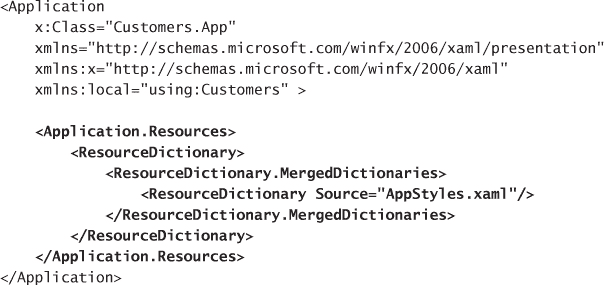 <Application
    x:Class="Customers.App"
    xmlns="http://schemas.microsoft.com/winfx/2006/xaml/presentation"
    xmlns:x="http://schemas.microsoft.com/winfx/2006/xaml"
    xmlns:local="using:Customers" >

    <Application.Resources>
        <ResourceDictionary>
            <ResourceDictionary.MergedDictionaries>
                <ResourceDictionary Source="AppStyles.xaml"/>
            </ResourceDictionary.MergedDictionaries>
        </ResourceDictionary>
    </Application.Resources>
</Application>